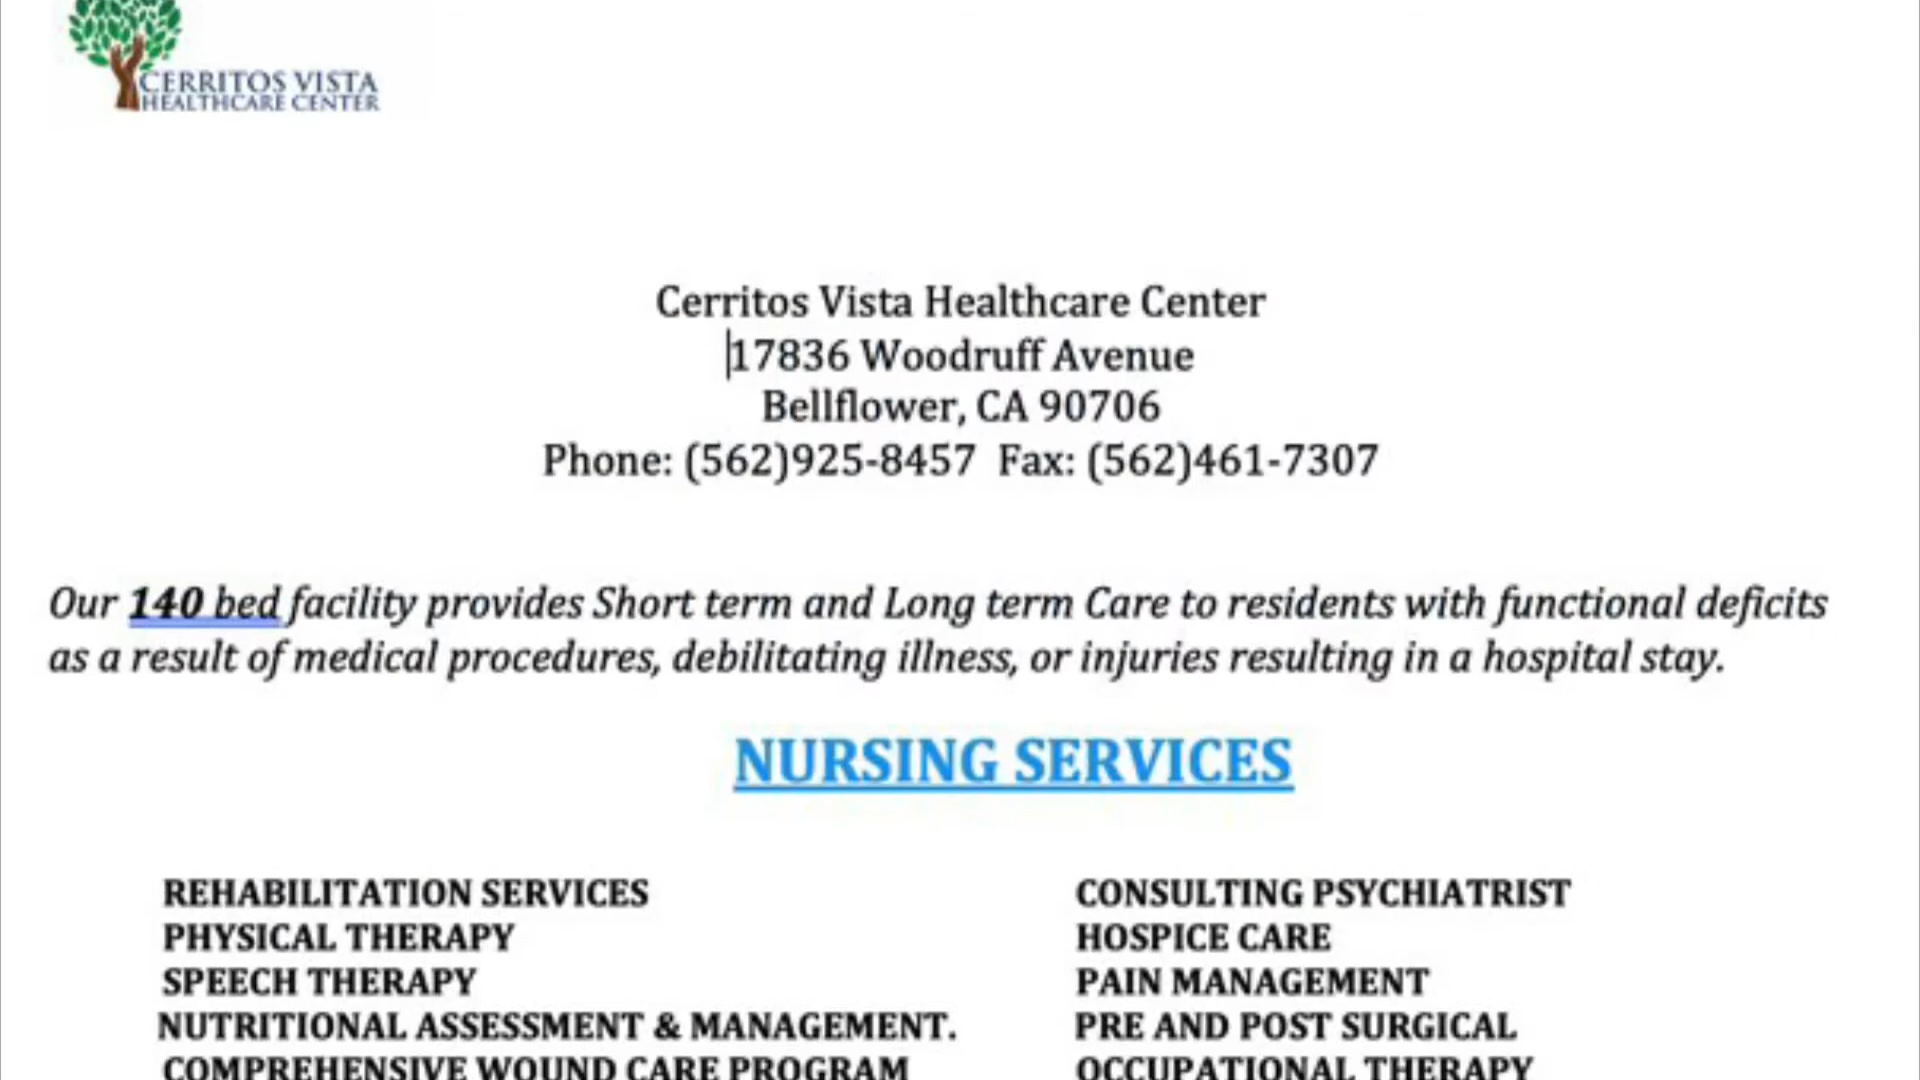 CERRITOS VISTA
HEALTHCARE CENTER
Cerritos Vista Healthcare Center
17836 Woodruff Avenue
Bellflower, CA 90706
Phone: (562)925-8457  Fax: (562)461-7307
Our 140 bed facility provides Short term and Long term Care to residents with functional deficits
as a result of medical procedures, debilitating illness, or injuries resulting in a hospital stay.
NURSING SERVICES
REHABILITATION SERVICES
PHYSICAL THERAPY
SPEECH THERAPY
NUTRITIONAL ASSESSMENT & MANAGEMENT.
COMPREHENSIVE WOUND CARE PROGRAM
CONSULTING PSYCHIATRIST
HOSPICE CARE
PAIN MANAGEMENT
PRE AND POST SURGICAL
OCCUPATIONAL THERAPY